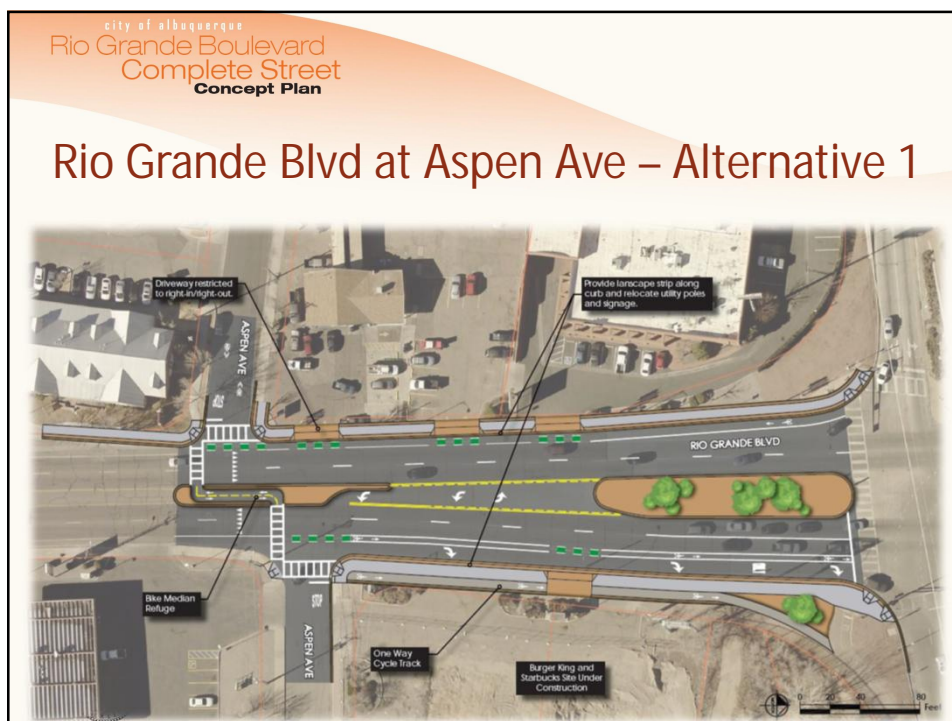 city of albuquerque
Rio Grande Boulevard
Complete Street
Concept Plan
Rio Grande Blvd at Aspen Ave – Alternative 1
Driveway restricted
to right-in/right-out.
Provide lanscape strip along
curb and relocate utility poles
and signage.
ASPEN AVE
STOP
RIO GRANDE BLVD
Bike Median
Refuge
STOP
ASPEN AVE
One Way
Cycle Track
Burger King and
Starbucks Site Under
Construction
0 20 40 80
Feet